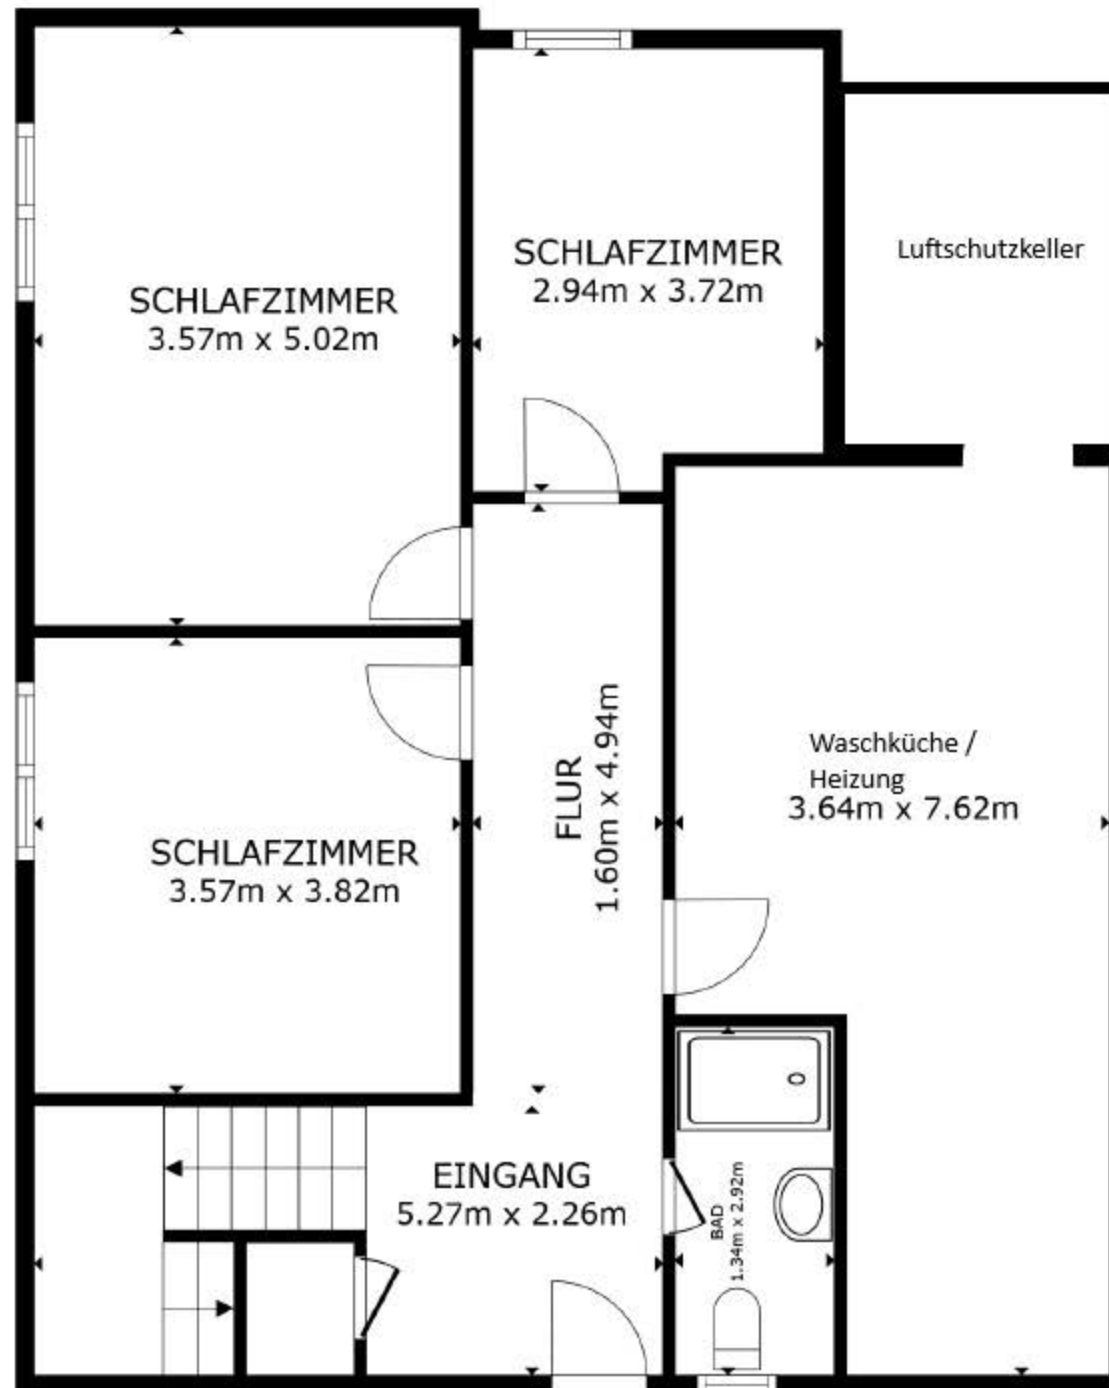 SCHLAFZIMMER
2.94m x 3.72m
Luftschutzkeller
SCHLAFZIMMER
3.57m x 5.02m
FLUR
1.60m x 4.94m
Waschküche /
Heizung
3.64m x 7.62m
SCHLAFZIMMER
3.57m x 3.82m
EINGANG
5.27m x 2.26m
BAD
1.34m x 2.92m